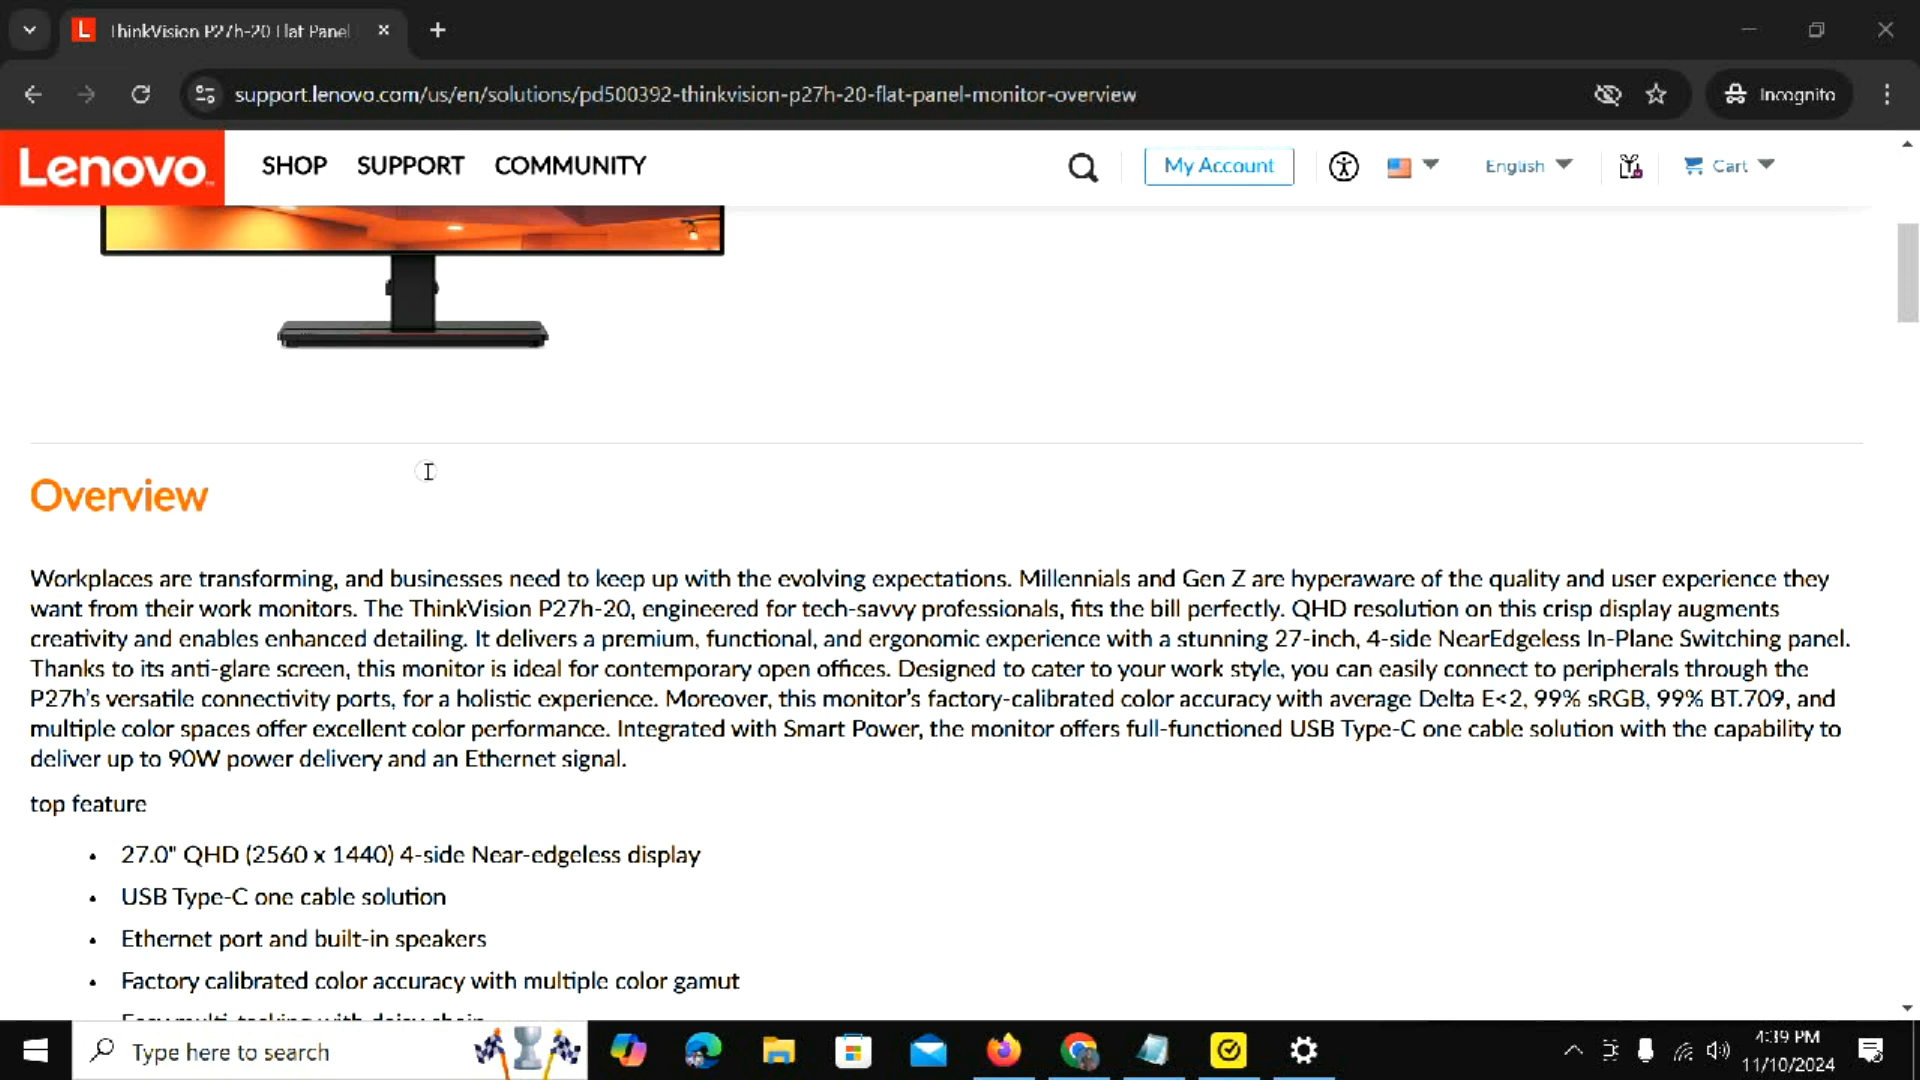 L ThinkVision P27h-20 Flat Panel
support.lenovo.com/us/en/solutions/pd500392-thinkvision-p27h-20-flat-panel-monitor-overview
Incognito
Lenovo
SHOP SUPPORT COMMUNITY
My Account
English
Cart
Overview
Workplaces are transforming, and businesses need to keep up with the evolving expectations. Millennials and Gen Z are hyperaware of the quality and user experience they
want from their work monitors. The ThinkVision P27h-20, engineered for tech-savvy professionals, fits the bill perfectly. QHD resolution on this crisp display augments
creativity and enables enhanced detailing. It delivers a premium, functional, and ergonomic experience with a stunning 27-inch, 4-side NearEdgeless In-Plane Switching panel.
Thanks to its anti-glare screen, this monitor is ideal for contemporary open offices. Designed to cater to your work style, you can easily connect to peripherals through the
P27h’s versatile connectivity ports, for a holistic experience. Moreover, this monitor’s factory-calibrated color accuracy with average Delta E<2, 99% sRGB, 99% BT.709, and
multiple color spaces offer excellent color performance. Integrated with Smart Power, the monitor offers full-functioned USB Type-C one cable solution with the capability to
deliver up to 90W power delivery and an Ethernet signal.
top feature
• 27.0" QHD (2560 x 1440) 4-side Near-edgeless display
• USB Type-C one cable solution
• Ethernet port and built-in speakers
• Factory calibrated color accuracy with multiple color gamut
Easy multi-tasking with daisy chain
Type here to search
4:39 PM
11/10/2024